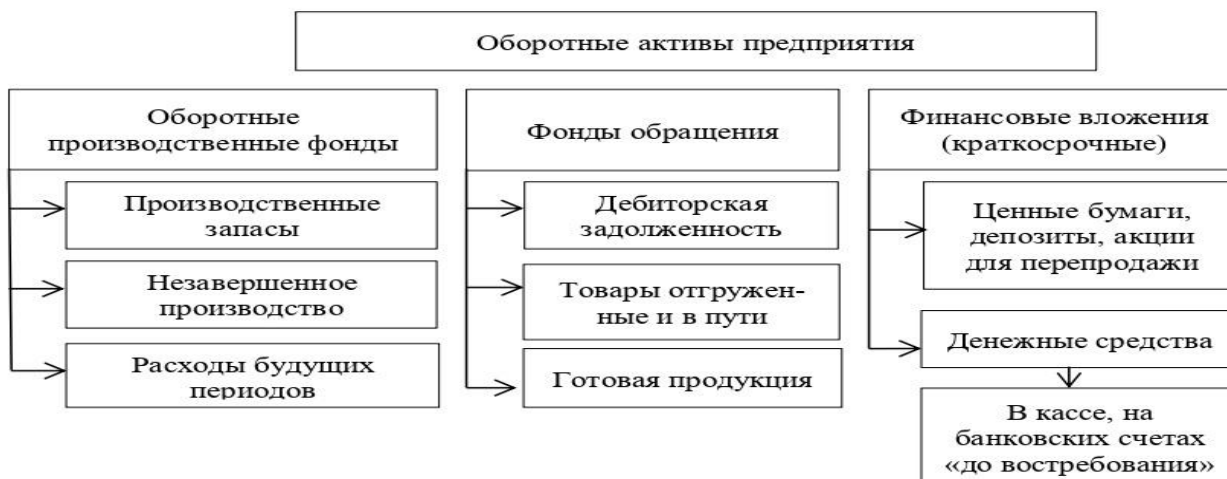 Оборотные активы предприятия
Оборотные
производственные фонды
Производственные
запасы
Незавершенное
производство
Расходы будущих
периодов
Фонды обращения
Дебиторская
задолженность
Товары отгружен-
ные и в пути
Готовая продукция
Финансовые вложения
(краткосрочные)
Ценные бумаги,
депозиты, акции
для перепродажи
Денежные средства
В кассе, на
банковских счетах
«до востребования»